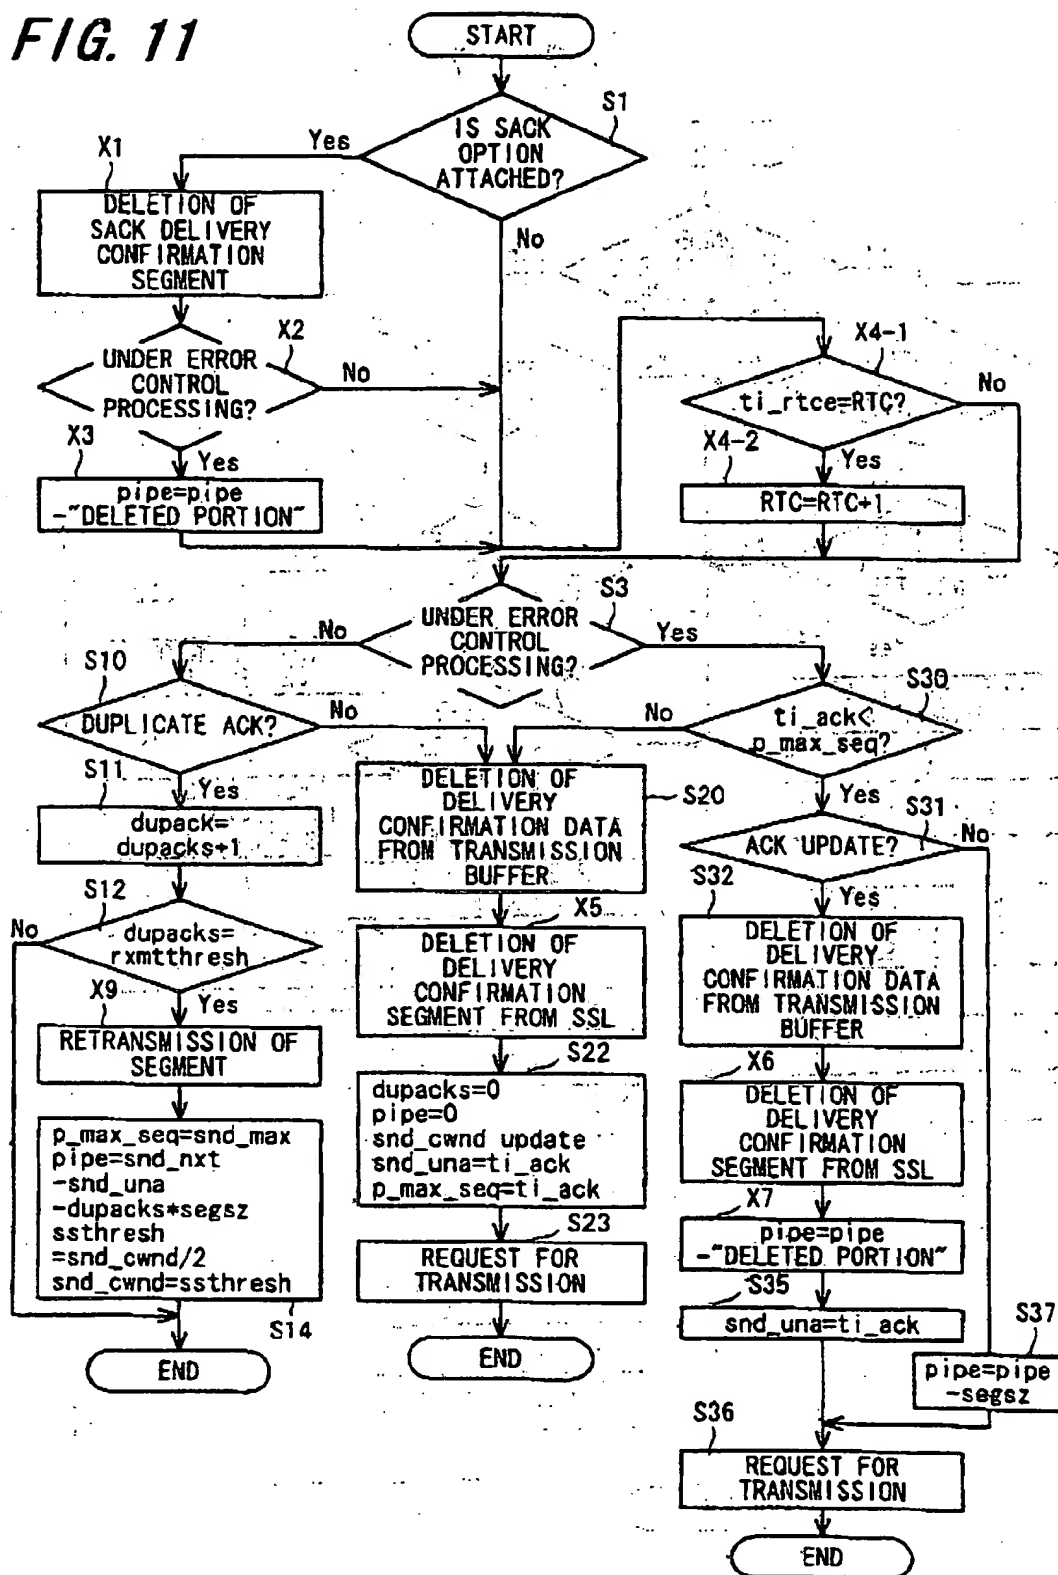 FIG. 11
START
S1
IS SACK
OPTION
ATTACHED?
Yes
No
X1
DELETION OF
SACK DELIVERY
CONFIRMATION
SEGMENT
X2
UNDER ERROR
CONTROL
PROCESSING?
No
Yes
X3
pipe=pipe
-"DELETED PORTION"
X4-1
ti_rtce=RTC?
No
Yes
X4-2
RTC=RTC+1
S3
UNDER ERROR
CONTROL
PROCESSING?
No
Yes
S10
DUPLICATE ACK?
No
Yes
S11
dupack=
dupacks+1
S12
dupacks=
rxmtthresh
No
Yes
X9
RETRANSMISSION OF
SEGMENT
p_max_seq=snd_max
pipe=snd_nxt
-snd_una
-dupacks*segsz
ssthresh
=snd_cwnd/2
snd_cwnd=ssthresh
S14
END
S20
DELETION OF
DELIVERY
CONFIRMATION DATA
FROM TRANSMISSION
BUFFER
X5
DELETION OF
DELIVERY
CONFIRMATION
SEGMENT FROM SSL
S22
dupacks=0
pipe=0
snd_cwnd update
snd_una=ti_ack
p_max_seq=ti_ack
S23
REQUEST FOR
TRANSMISSION
END
S30
ti_ack<
p_max_seq?
No
Yes
S31
ACK UPDATE?
No
Yes
S32
DELETION OF
DELIVERY
CONFIRMATION DATA
FROM TRANSMISSION
BUFFER
X6
DELETION OF
DELIVERY
CONFIRMATION
SEGMENT FROM SSL
X7
pipe=pipe
-"DELETED PORTION"
S35
snd_una=ti_ack
S37
pipe=pipe
-segsz
S36
REQUEST FOR
TRANSMISSION
END